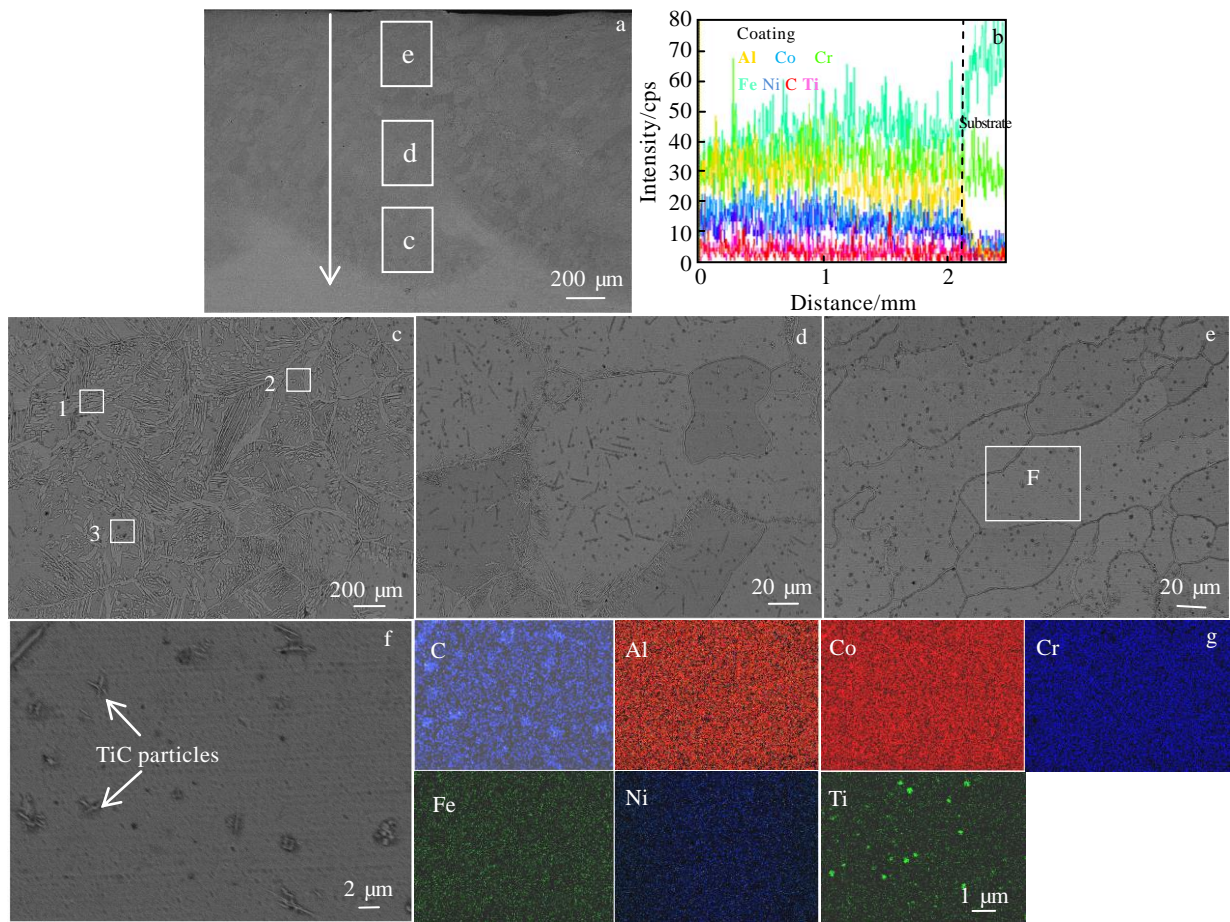 a
e
d
c
200 μm
b
Coating
Al Co Cr
Fe Ni C Ti
Substrate
80
70
60
50
40
30
20
10
0
Intensity/cps
0 1 2
Distance/mm
c
1
2
3
200 μm
d
20 μm
e
F
20 μm
f
TiC particles
2 μm
C
Al
Co
Cr
g
Fe
Ni
Ti
1 μm